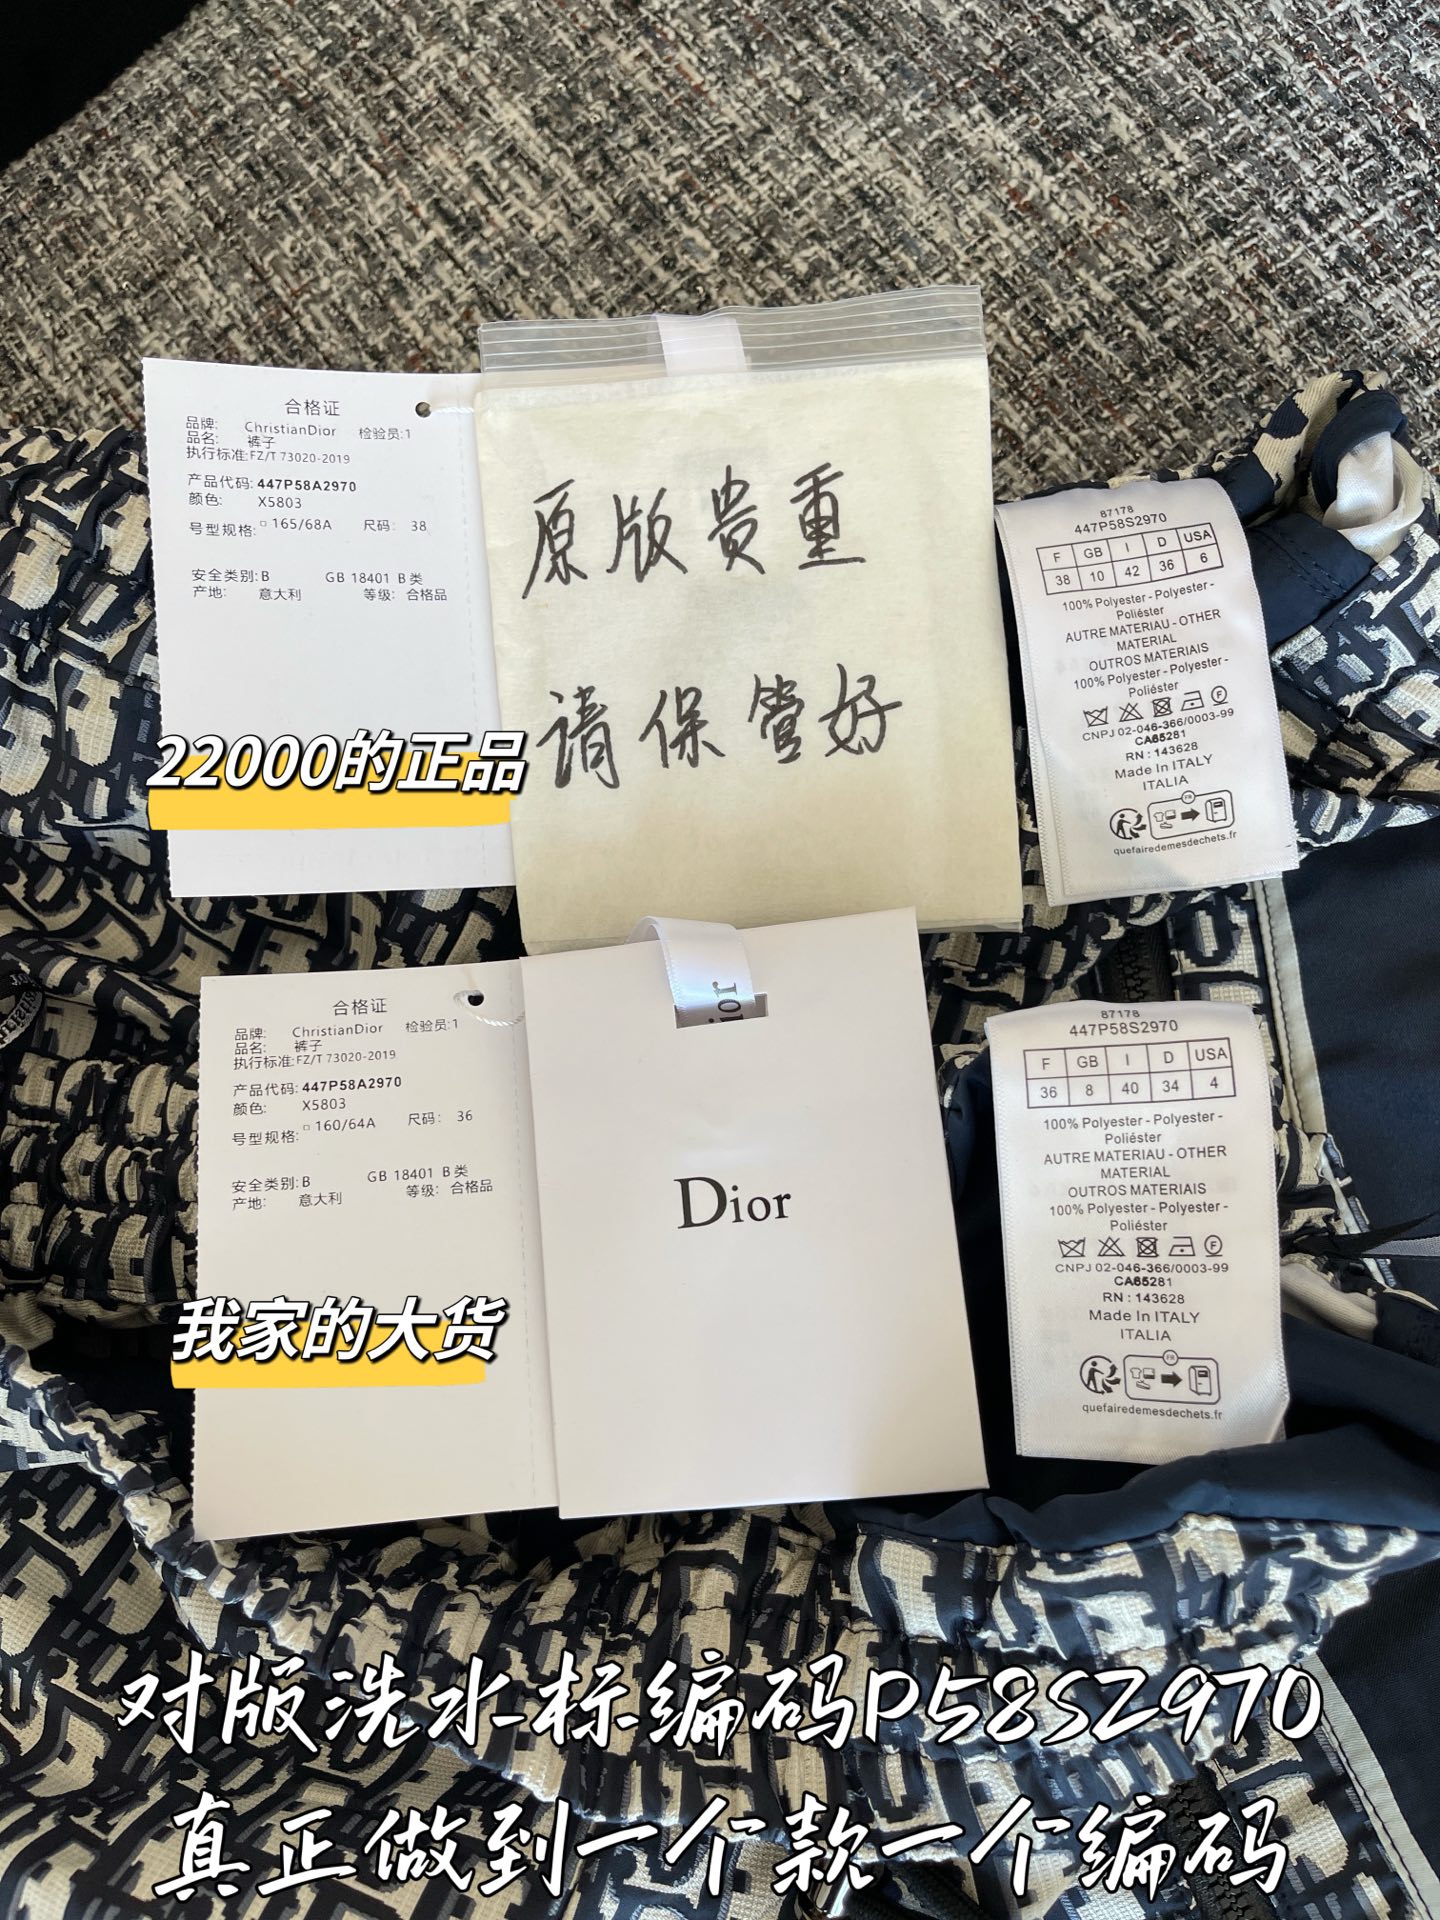 合格证
品牌: ChristianDior 检验员:1
品名: 裤子
执行标准:FZ/T 73020-2019
产品代码: 447P58A2970
颜色: X5803
号型规格: 165/68A 尺码: 38
安全类别:B GB 18401 B类
产地: 意大利 等级: 合格品
22000的正品
原版貴重
请保管好
87178
447P58S2970
F GB I D USA
38 10 42 36 6
100% Polyester - Polyester -
Poliéster
AUTRE MATERIAU - OTHER
MATERIAL
OUTROS MATERIAIS
100% Polyester - Polyester -
Poliéster
CNPJ 02-046-366/0003-99
CA65281
RN : 143628
Made In ITALY
ITALIA
FR
quefairedemesdechets.fr
合格证
品牌: ChristianDior 检验员:1
品名: 裤子
执行标准:FZ/T 73020-2019
产品代码: 447P58A2970
颜色: X5803
号型规格: 160/64A 尺码: 36
安全类别:B GB 18401 B类
产地: 意大利 等级: 合格品
我家的大货
ior
Dior
87178
447P58S2970
F GB I D USA
36 8 40 34 4
100% Polyester - Polyester -
Poliéster
AUTRE MATERIAU - OTHER
MATERIAL
OUTROS MATERIAIS
100% Polyester - Polyester -
Poliéster
CNPJ 02-046-366/0003-99
CA65281
RN : 143628
Made In ITALY
ITALIA
FR
quefairedemesdechets.fr
对版洗水标编码P58S2970
真正做到一个款一个编码